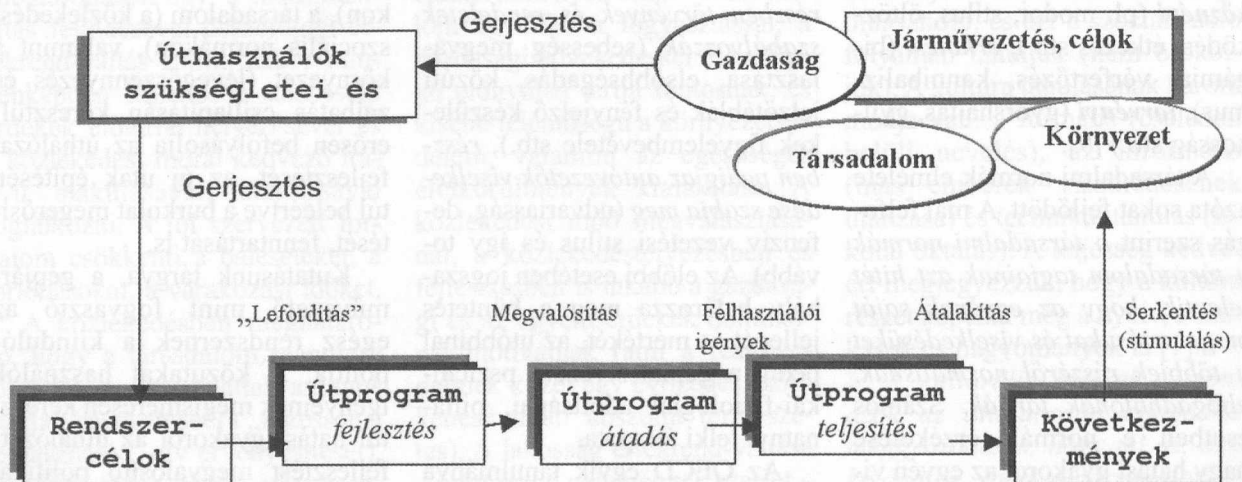 Gerjesztés
Úthasználók
szükségletei és
Gazdaság
Járművezetés, célok
Társadalom
Környezet
Gerjesztés
„Lefordítás”
Megvalósítás
Felhasználói
igények
Átalakítás
Serkentés
(stimulálás)
Rendszer-
célok
Útprogram
fejlesztés
Útprogram
átadás
Útprogram
teljesítés
Következ-
mények